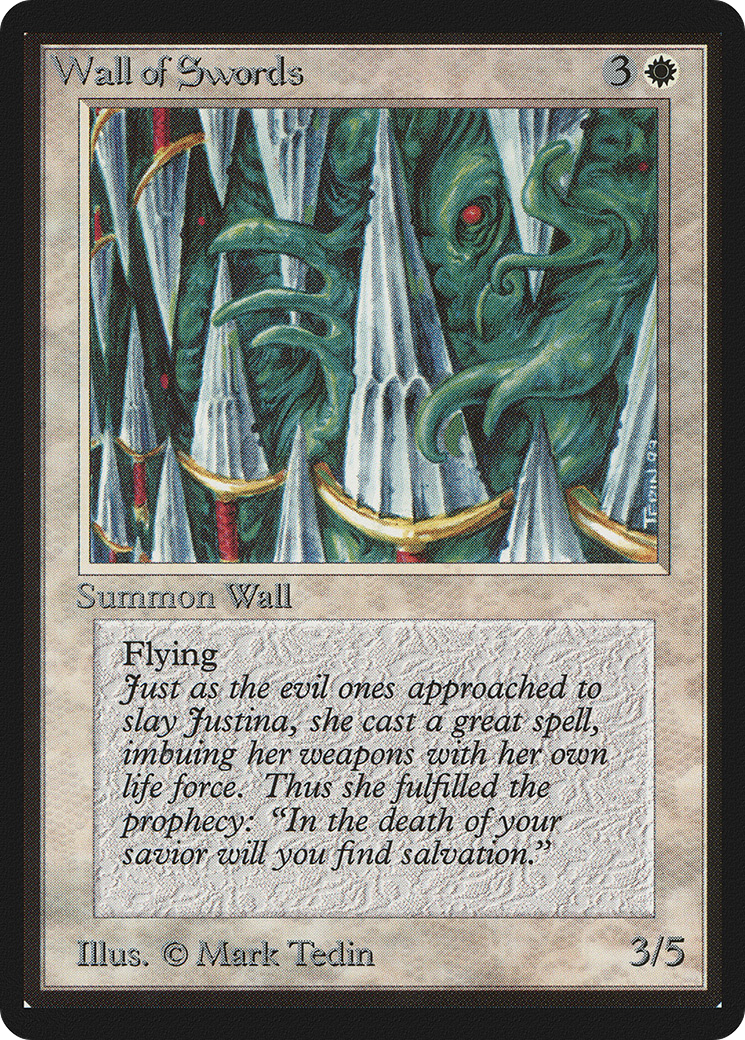 Wall of Swords 3
TEDIN 93
Summon Wall
Flying
Just as the evil ones approached to
slay Justina, she cast a great spell,
imbuing her weapons with her own
life force. Thus she fulfilled the
prophecy: “In the death of your
savior will you find salvation.”
Illus. © Mark Tedin 3/5